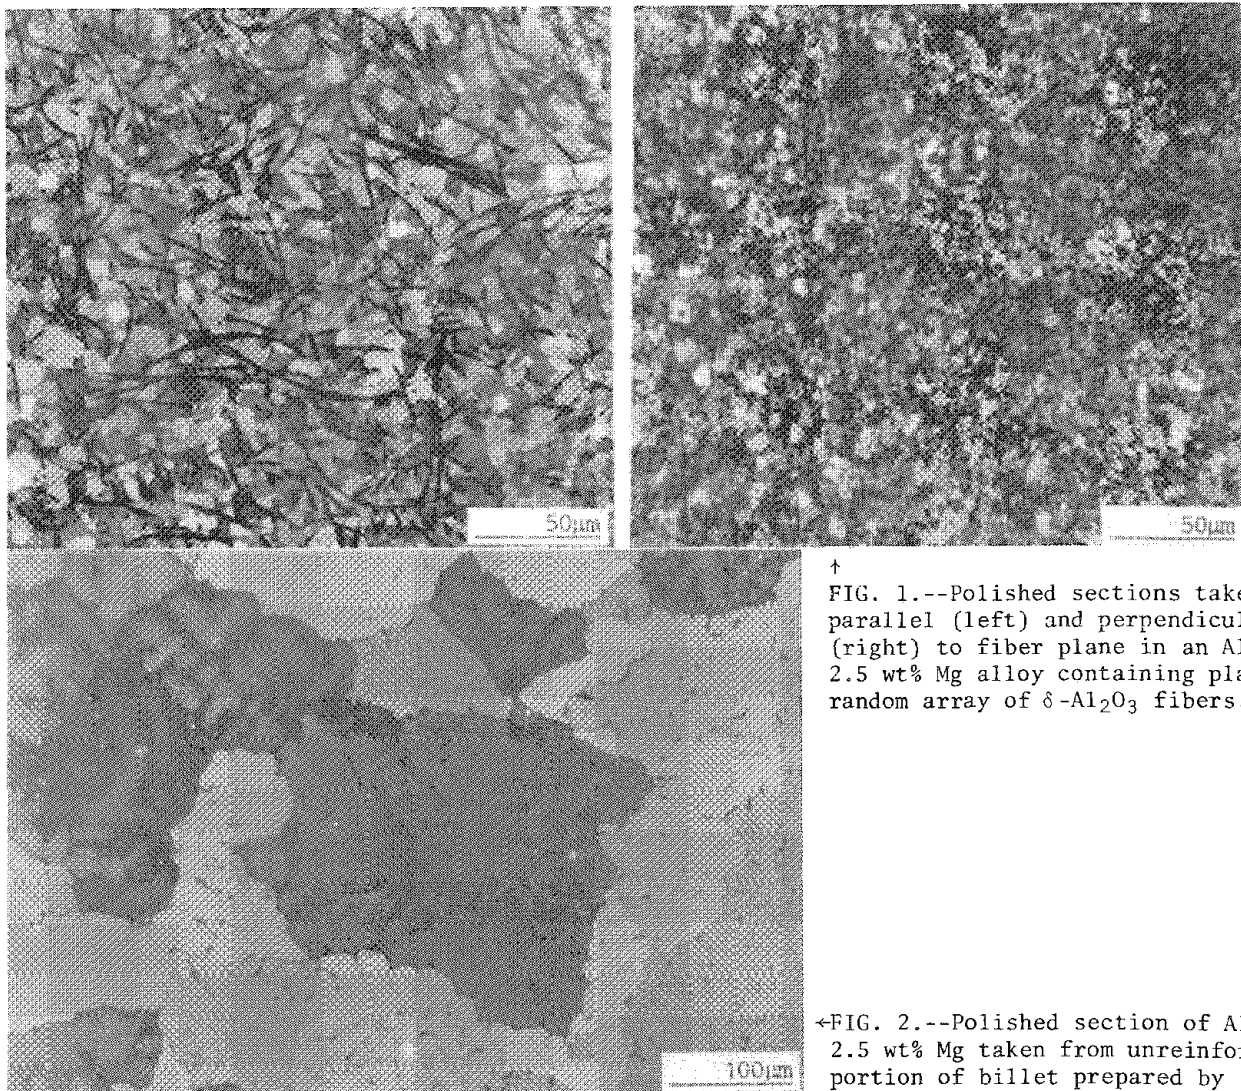 50μm
50μm
↑
FIG. 1.--Polished sections take
parallel (left) and perpendicul
(right) to fiber plane in an Al
2.5 wt% Mg alloy containing pla
random array of δ-Al₂O₃ fibers.
100μm
←FIG. 2.--Polished section of Al
2.5 wt% Mg taken from unreinfor
portion of billet prepared by